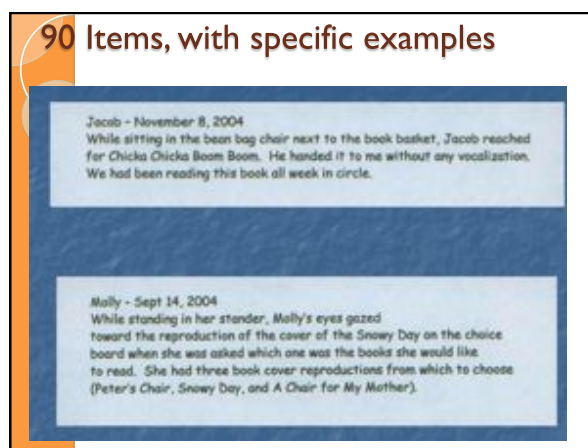 90 Items, with specific examples
Jacob - November 8, 2004
While sitting in the bean bag chair next to the book basket, Jacob reached
for Chicka Chicka Boom Boom. He handed it to me without any vocalization.
We had been reading this book all week in circle.
Molly - Sept 14, 2004
While standing in her stander, Molly's eyes gazed
toward the reproduction of the cover of the Snowy Day on the choice
board when she was asked which one was the books she would like
to read. She had three book cover reproductions from which to choose
(Peter's Chair, Snowy Day, and A Chair for My Mother).